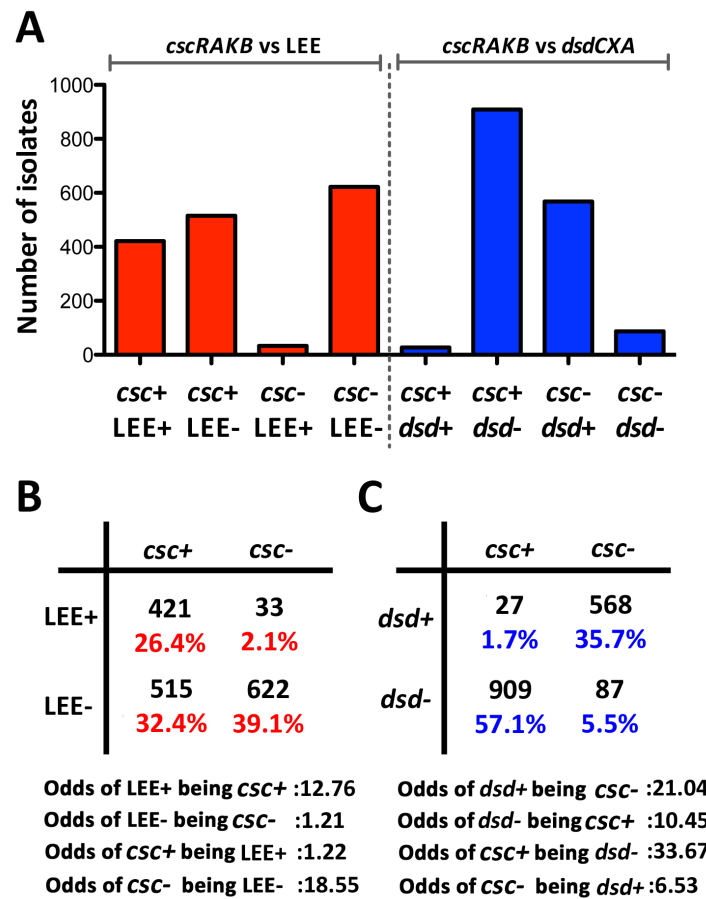 A
cscRAKB vs LEE
cscRAKB vs dsdCXA
Number of isolates
1000
800
600
400
200
0
csc+ csc+ csc- csc- csc+ csc+ csc- csc-
LEE+ LEE- LEE+ LEE- dsd+ dsd- dsd+ dsd-
B
csc+ csc-
LEE+ 421 33
26.4% 2.1%
LEE- 515 622
32.4% 39.1%
Odds of LEE+ being csc+ :12.76
Odds of LEE- being csc- :1.21
Odds of csc+ being LEE+ :1.22
Odds of csc- being LEE- :18.55
C
csc+ csc-
dsd+ 27 568
1.7% 35.7%
dsd- 909 87
57.1% 5.5%
Odds of dsd+ being csc- :21.04
Odds of dsd- being csc+ :10.45
Odds of csc+ being dsd- :33.67
Odds of csc- being dsd+ :6.53